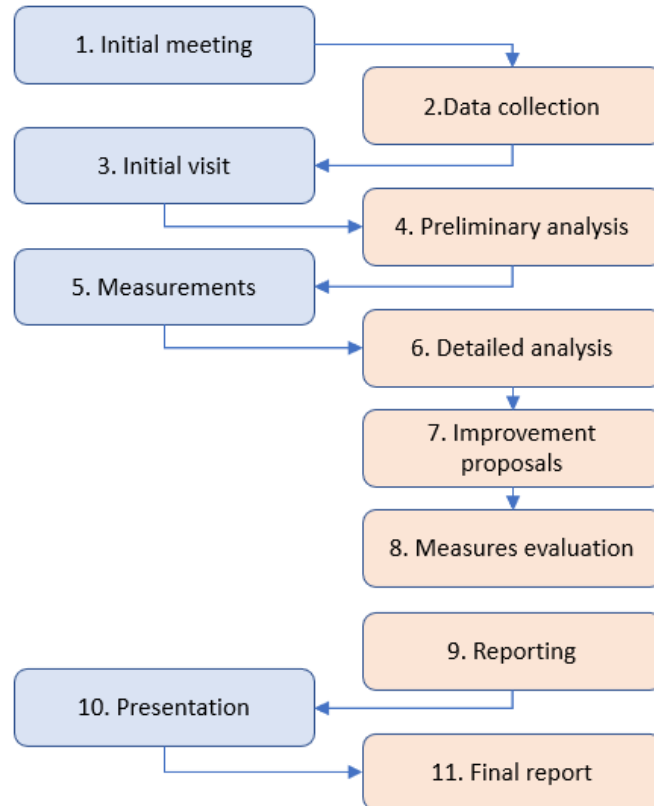 1. Initial meeting
2.Data collection
3. Initial visit
4. Preliminary analysis
5. Measurements
6. Detailed analysis
7. Improvement
proposals
8. Measures evaluation
9. Reporting
10. Presentation
11. Final report